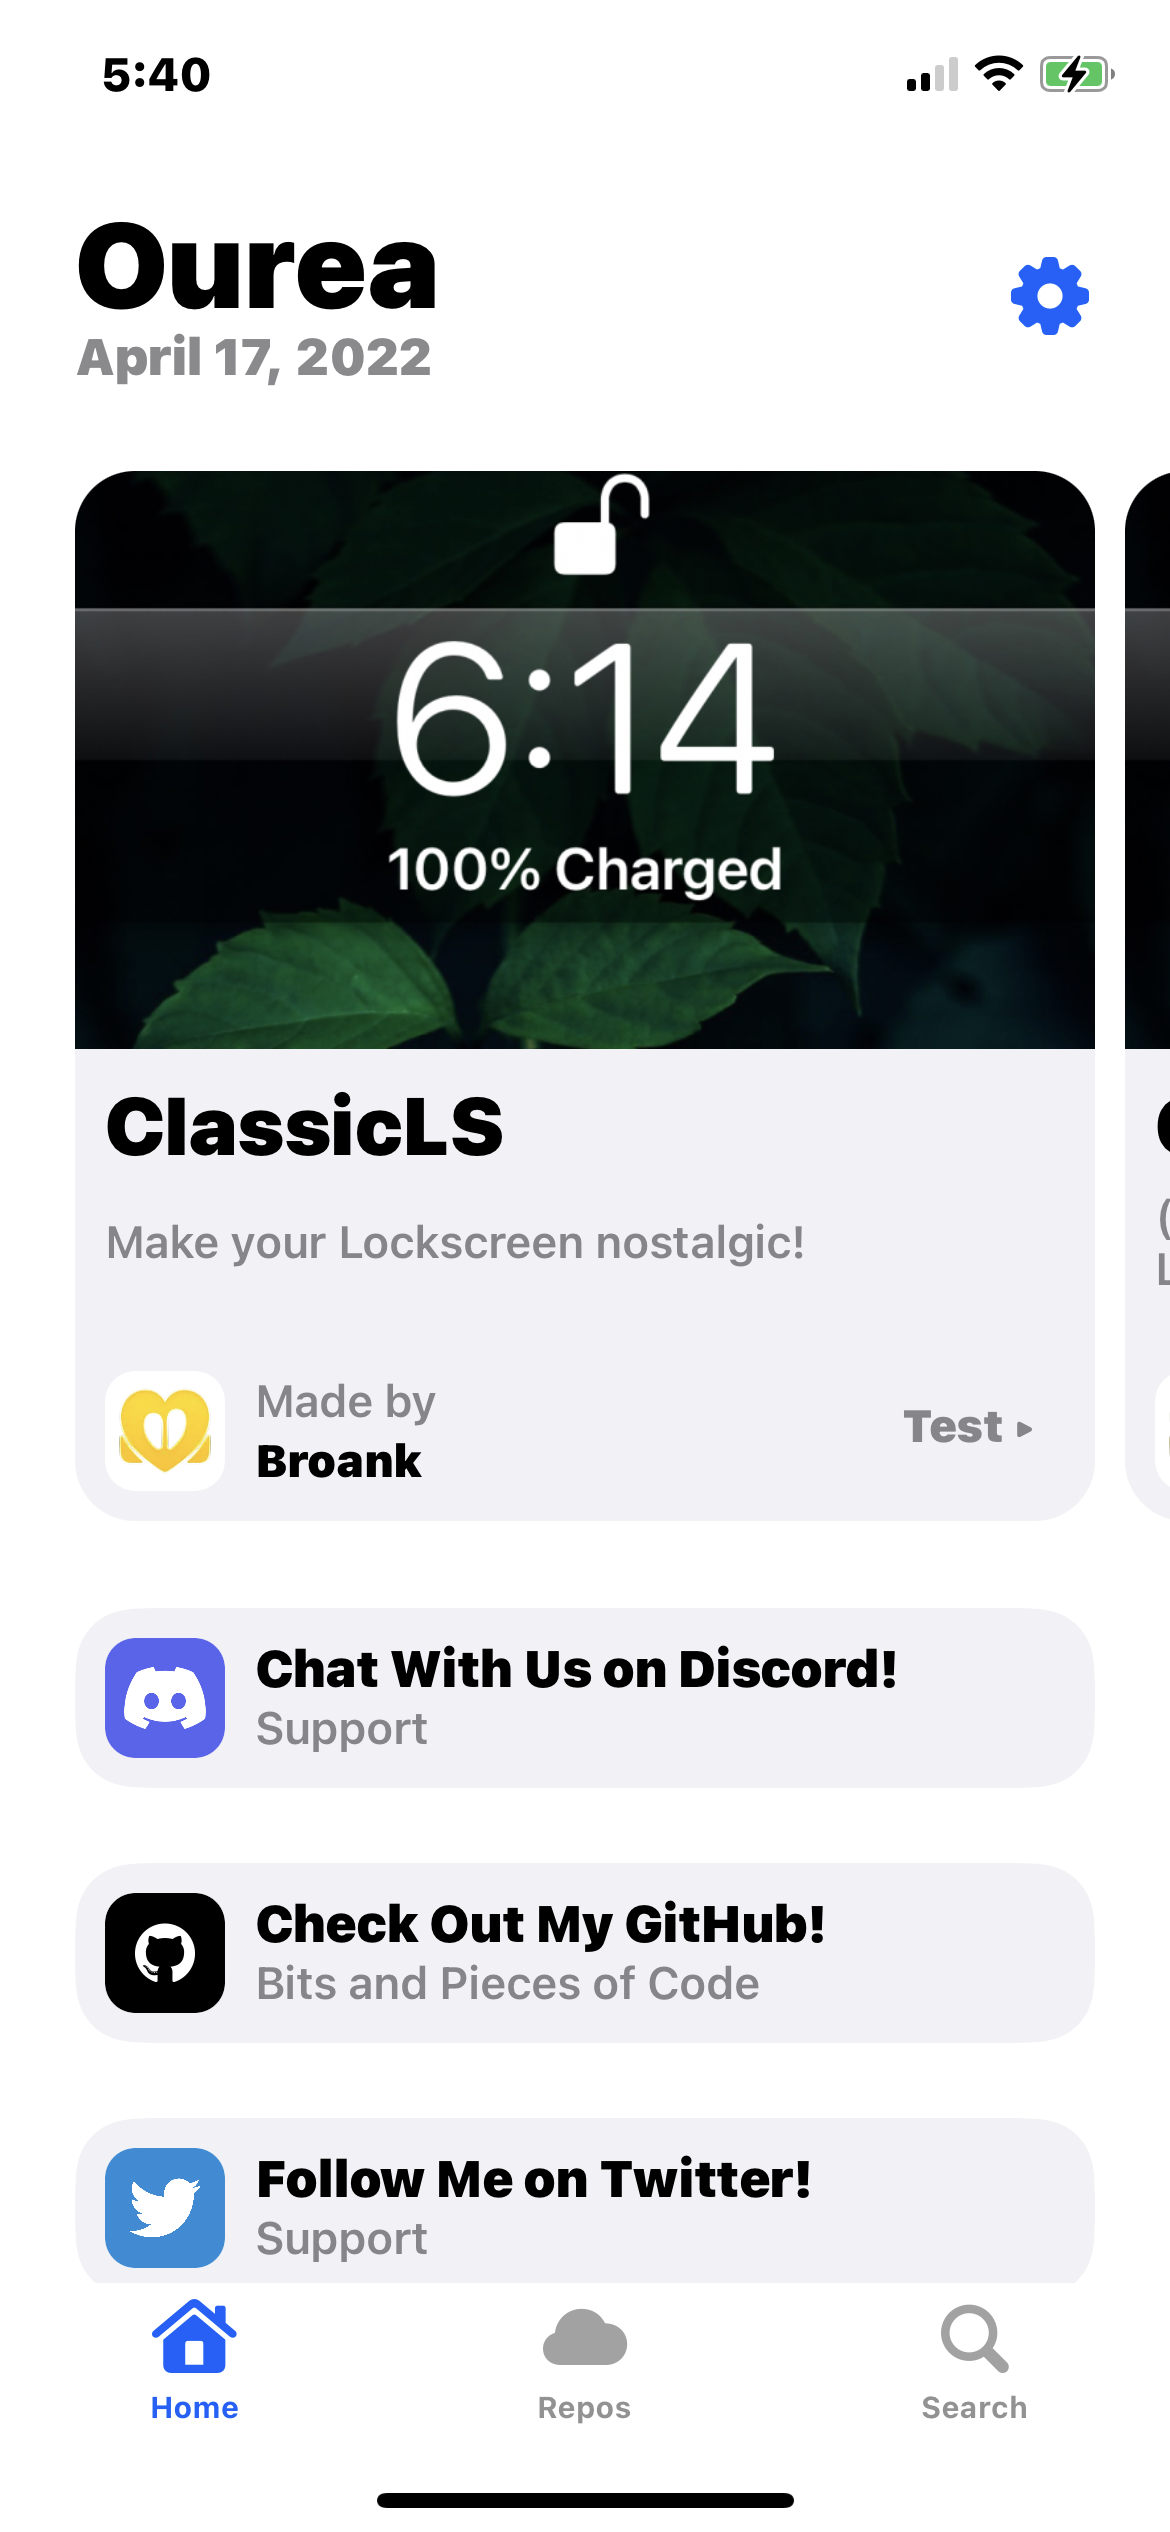 5:40
Ourea
April 17, 2022
6:14
100% Charged
ClassicLS
Make your Lockscreen nostalgic!
Made by
Broank
Test ▸
Chat With Us on Discord!
Support
Check Out My GitHub!
Bits and Pieces of Code
Follow Me on Twitter!
Support
Home
Repos
Search